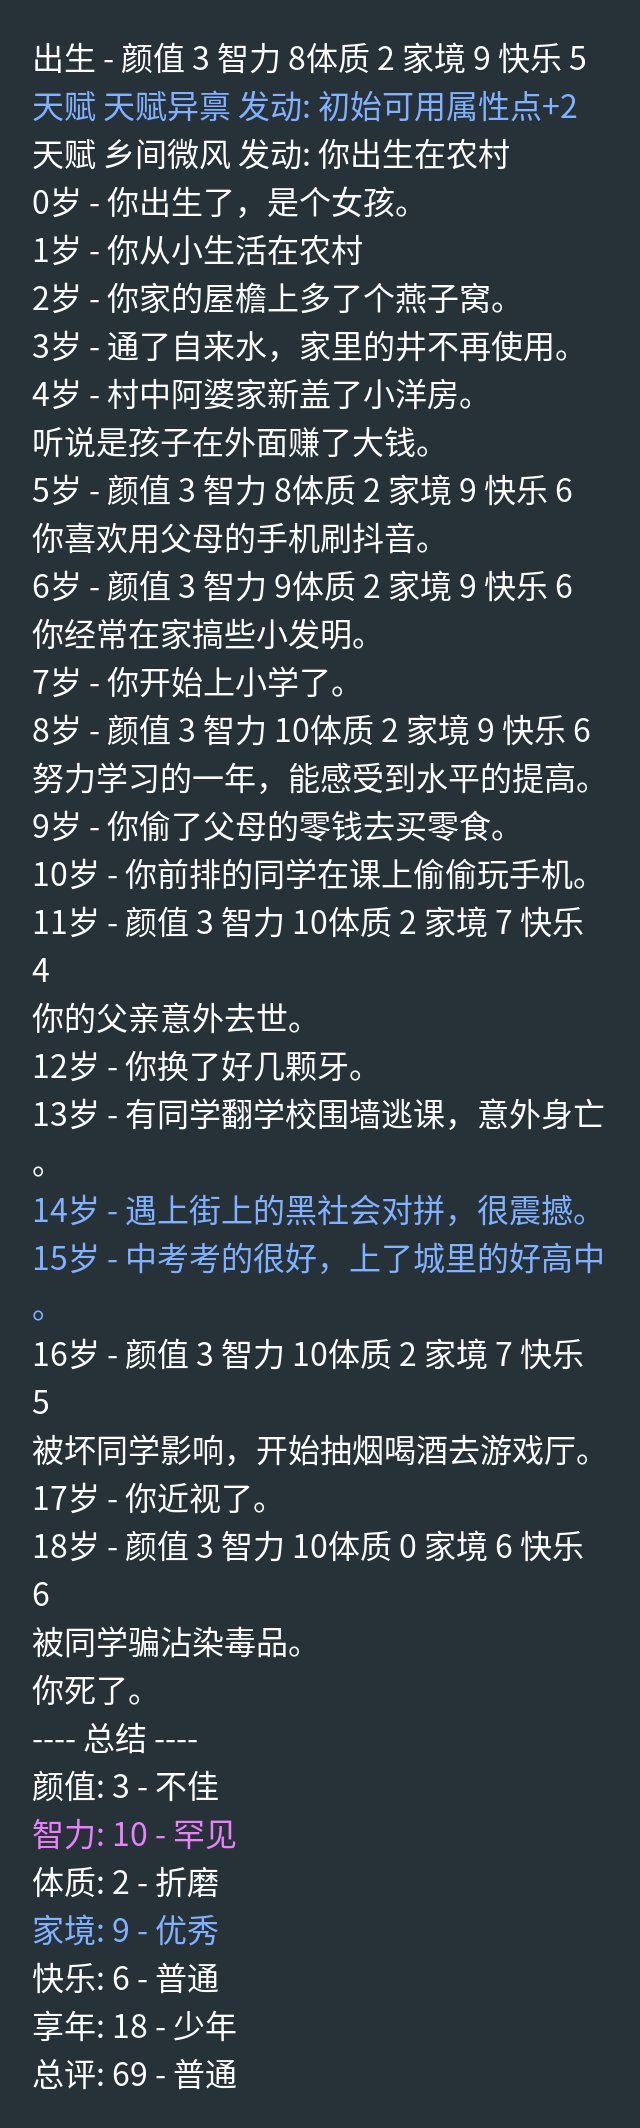 出生 - 颜值 3 智力 8体质 2 家境 9 快乐 5
天赋 天赋异禀 发动: 初始可用属性点+2
天赋 乡间微风 发动: 你出生在农村
0岁 - 你出生了，是个女孩。
1岁 - 你从小生活在农村
2岁 - 你家的屋檐上多了个燕子窝。
3岁 - 通了自来水，家里的井不再使用。
4岁 - 村中阿婆家新盖了小洋房。
听说是孩子在外面赚了大钱。
5岁 - 颜值 3 智力 8体质 2 家境 9 快乐 6
你喜欢用父母的手机刷抖音。
6岁 - 颜值 3 智力 9体质 2 家境 9 快乐 6
你经常在家搞些小发明。
7岁 - 你开始上小学了。
8岁 - 颜值 3 智力 10体质 2 家境 9 快乐 6
努力学习的一年，能感受到水平的提高。
9岁 - 你偷了父母的零钱去买零食。
10岁 - 你前排的同学在课上偷偷玩手机。
11岁 - 颜值 3 智力 10体质 2 家境 7 快乐
4
你的父亲意外去世。
12岁 - 你换了好几颗牙。
13岁 - 有同学翻学校围墙逃课，意外身亡
。
14岁 - 遇上街上的黑社会对拼，很震撼。
15岁 - 中考考的很好，上了城里的好高中
。
16岁 - 颜值 3 智力 10体质 2 家境 7 快乐
5
被坏同学影响，开始抽烟喝酒去游戏厅。
17岁 - 你近视了。
18岁 - 颜值 3 智力 10体质 0 家境 6 快乐
6
被同学骗沾染毒品。
你死了。
---- 总结 ----
颜值: 3 - 不佳
智力: 10 - 罕见
体质: 2 - 折磨
家境: 9 - 优秀
快乐: 6 - 普通
享年: 18 - 少年
总评: 69 - 普通